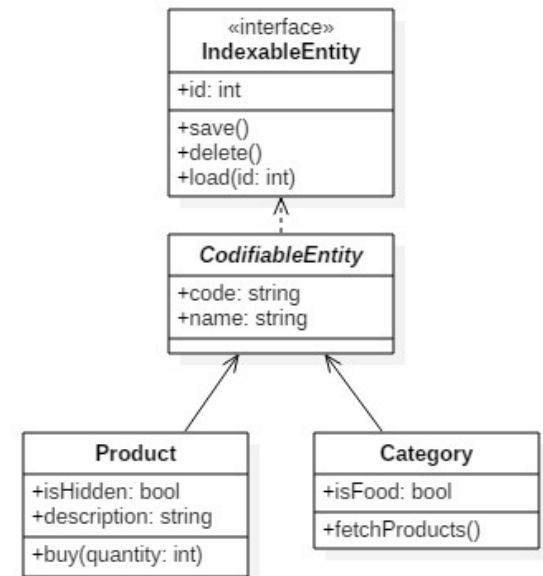 «interface»
IndexableEntity
+id: int
+save()
+delete()
+load(id: int)
CodifiableEntity
+code: string
+name: string
Product
+isHidden: bool
+description: string
+buy(quantity: int)
Category
+isFood: bool
+fetchProducts()